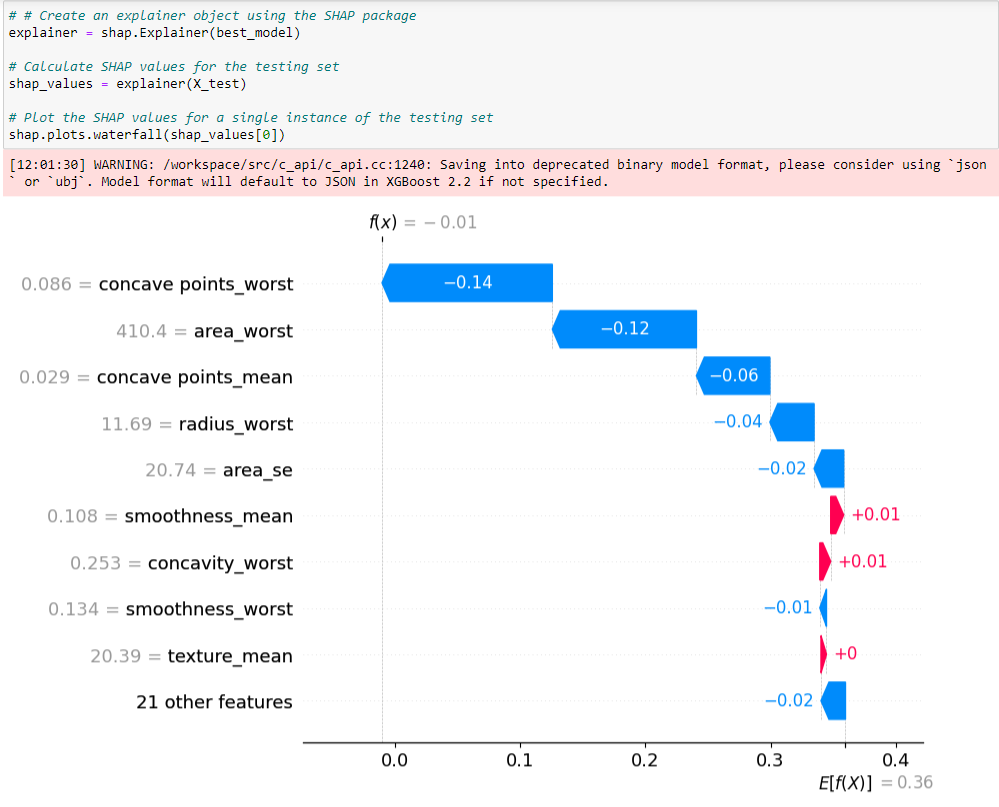 # # Create an explainer object using the SHAP package
explainer = shap.Explainer(best_model)
# Calculate SHAP values for the testing set
shap_values = explainer(X_test)
# Plot the SHAP values for a single instance of the testing set
shap.plots.waterfall(shap_values[0])
[12:01:30] WARNING: /workspace/src/c_api/c_api.cc:1240: Saving into deprecated binary model format, please consider using `json
` or `ubj`. Model format will default to JSON in XGBoost 2.2 if not specified.
f(x) = −0.01
0.086 = concave points_worst −0.14
410.4 = area_worst −0.12
0.029 = concave points_mean −0.06
11.69 = radius_worst −0.04
20.74 = area_se −0.02
0.108 = smoothness_mean +0.01
0.253 = concavity_worst +0.01
0.134 = smoothness_worst −0.01
20.39 = texture_mean +0
21 other features −0.02
0.0 0.1 0.2 0.3 0.4
E[f(X)] = 0.36